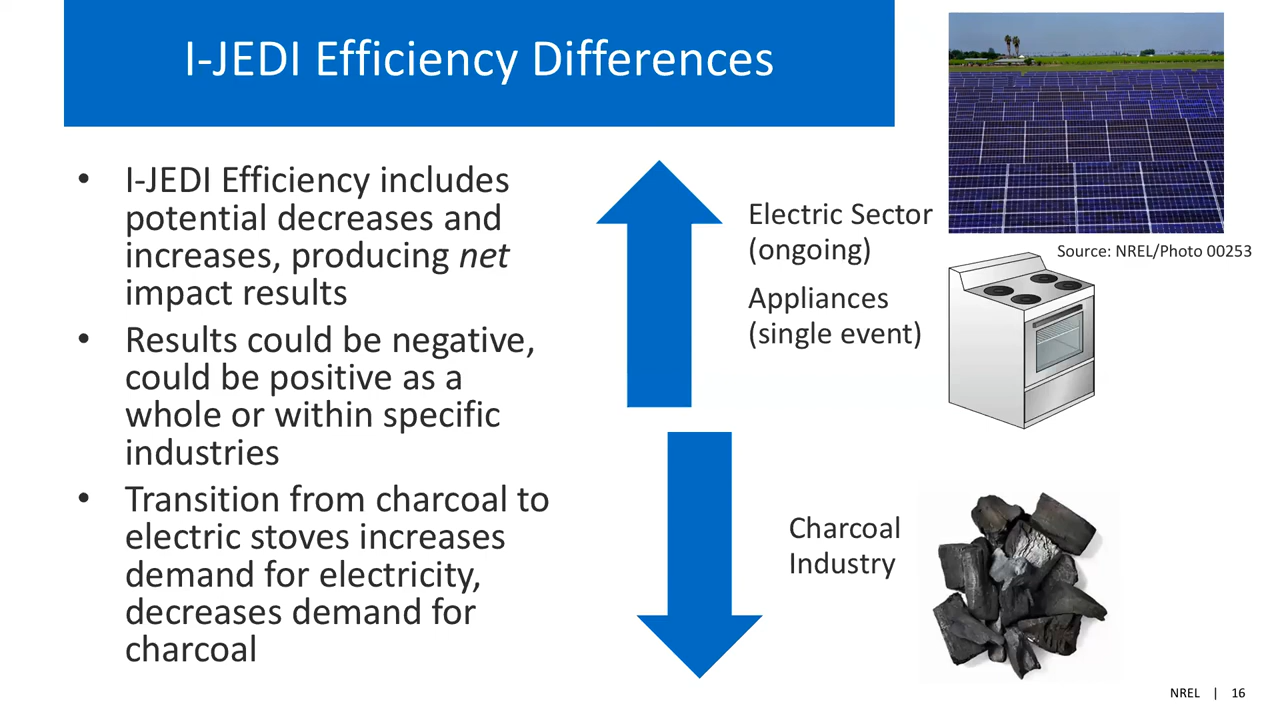 I-JEDI Efficiency Differences
• I-JEDI Efficiency includes
potential decreases and
increases, producing net
impact results
• Results could be negative,
could be positive as a
whole or within specific
industries
• Transition from charcoal to
electric stoves increases
demand for electricity,
decreases demand for
charcoal
Electric Sector
(ongoing)
Appliances
(single event)
Source: NREL/Photo 00253
Charcoal
Industry
NREL | 16